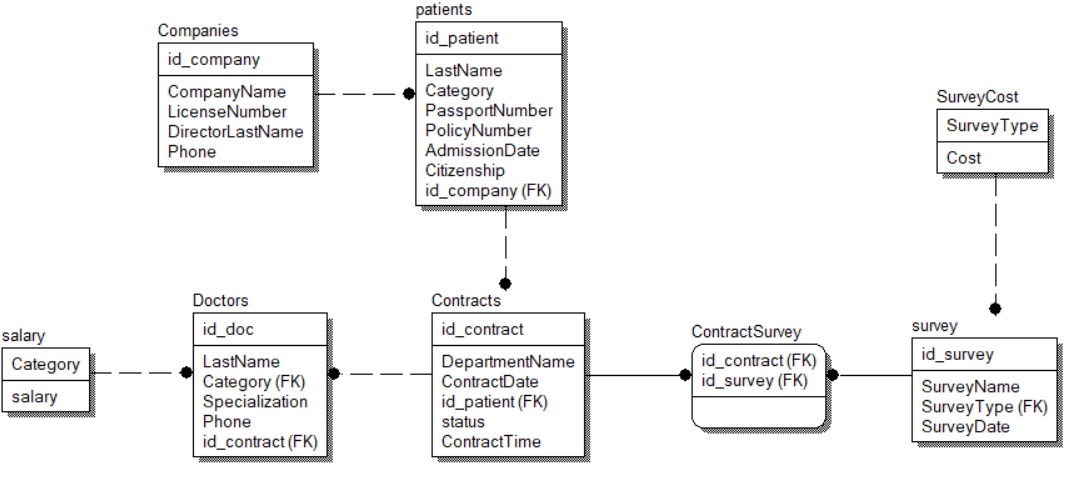 Companies
id_company
CompanyName
LicenseNumber
DirectorLastName
Phone
patients
id_patient
LastName
Category
PassportNumber
PolicyNumber
AdmissionDate
Citizenship
id_company (FK)
SurveyCost
SurveyType
Cost
salary
Category
salary
Doctors
id_doc
LastName
Category (FK)
Specialization
Phone
id_contract (FK)
Contracts
id_contract
DepartmentName
ContractDate
id_patient (FK)
status
ContractTime
ContractSurvey
id_contract (FK)
id_survey (FK)
survey
id_survey
SurveyName
SurveyType (FK)
SurveyDate